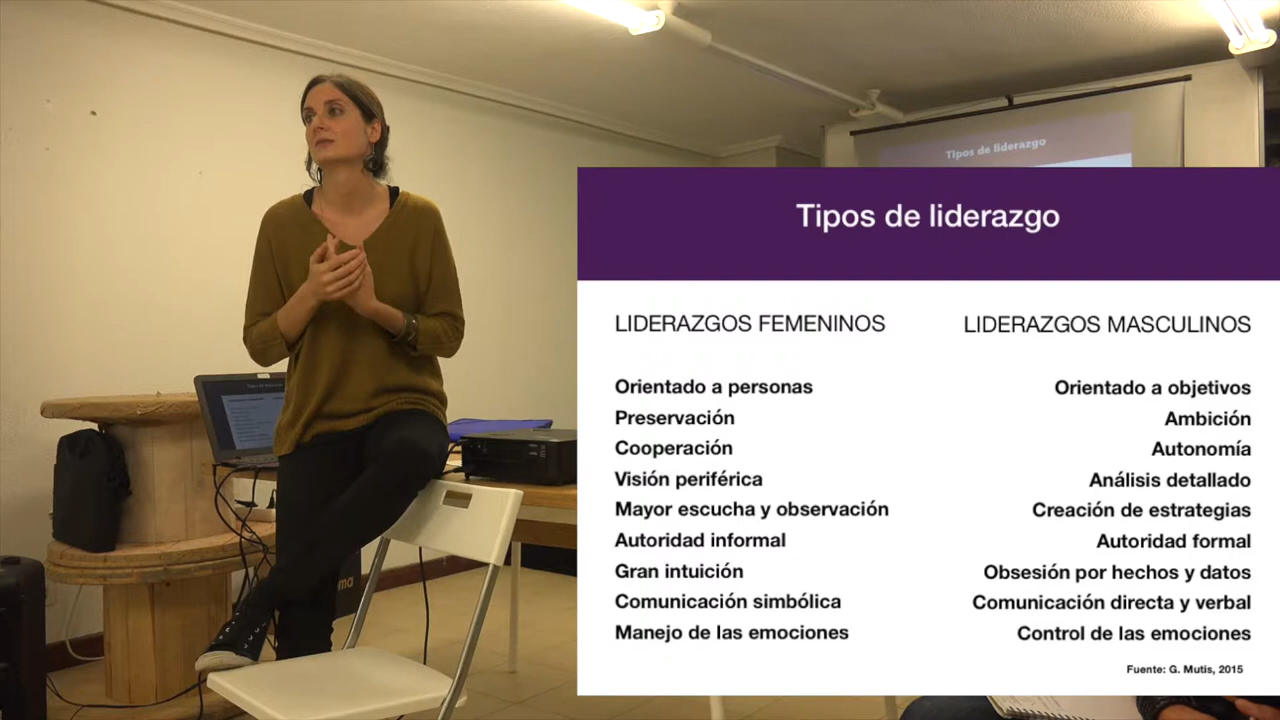 Tipos de liderazgo
Tipos de liderazgo
LIDERAZGOS FEMENINOS
LIDERAZGOS MASCULINOS
Orientado a personas
Preservación
Cooperación
Visión periférica
Mayor escucha y observación
Autoridad informal
Gran intuición
Comunicación simbólica
Manejo de las emociones
Orientado a objetivos
Ambición
Autonomía
Análisis detallado
Creación de estrategias
Autoridad formal
Obsesión por hechos y datos
Comunicación directa y verbal
Control de las emociones
Fuente: G. Mutis, 2015